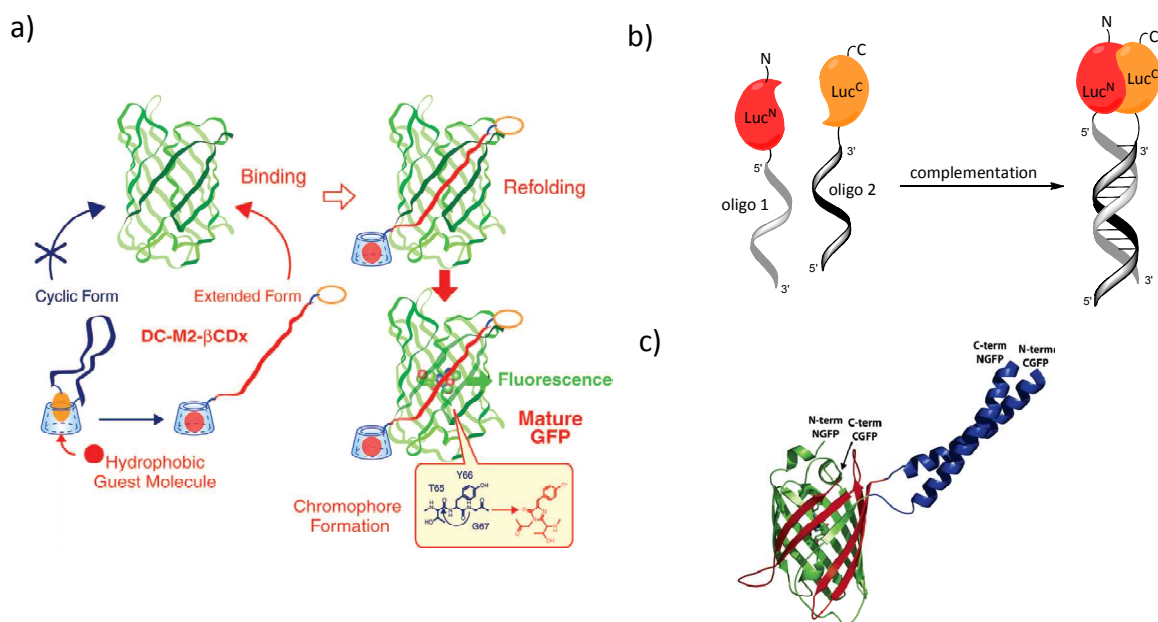 a)
Binding
Refolding
Cyclic Form
Extended Form
DC-M2-βCDx
Hydrophobic
Guest Molecule
Fluorescence
Mature
GFP
Chromophore
Formation
Y66
T65
G67
b)
N
C
Luc^N
Luc^C
5'
3'
oligo 1
oligo 2
3'
5'
complementation
N
C
Luc^N
Luc^C
5'
3'
5'
3'
c)
C-term
NGFP
N-term
CGFP
N-term
NGFP
C-term
CGFP